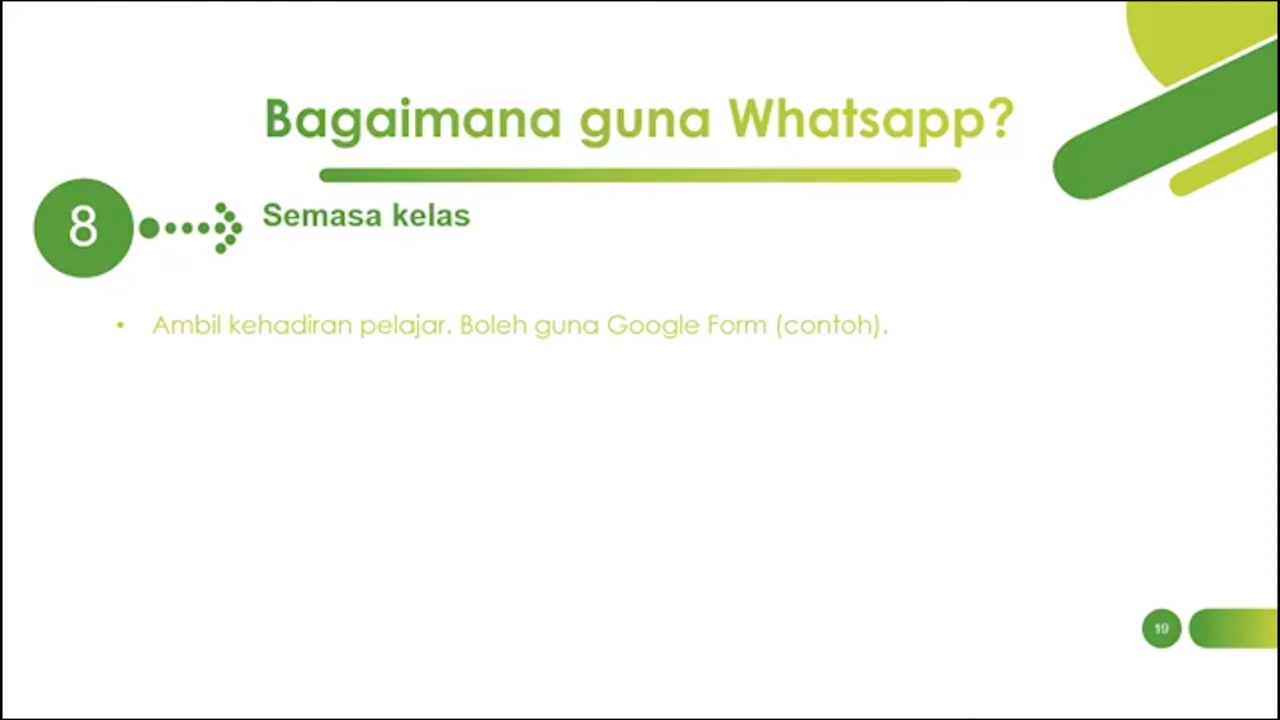 Bagaimana guna Whatsapp?
8
Semasa kelas
• Ambil kehadiran pelajar. Boleh guna Google Form (contoh).
19